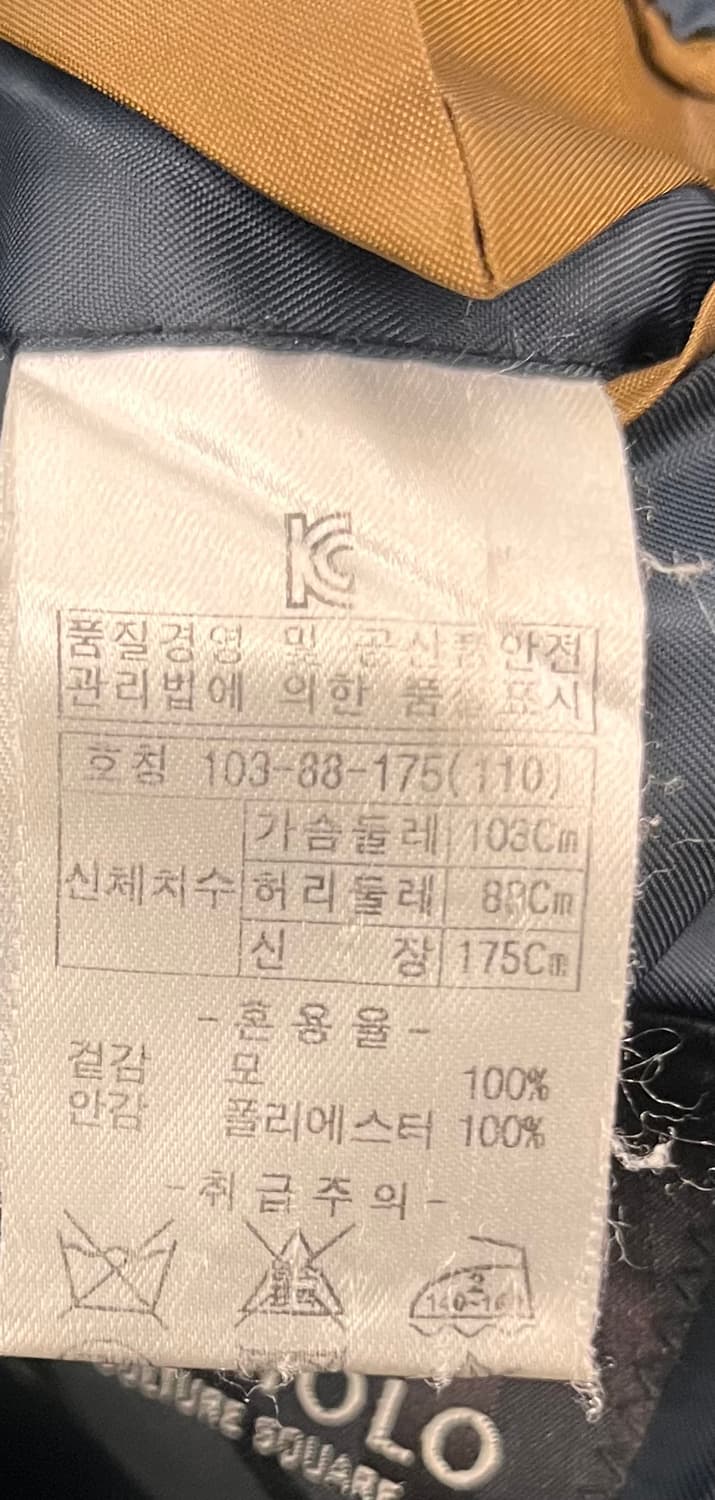 KC
품질경영 및 공산품안전
관리법에 의한 품질표시
호칭 103-88-175(110)
신체치수
가슴둘레 103Cm
허리둘레 88Cm
신 장 175Cm
-혼용율-
겉감 모 100%
안감 폴리에스터 100%
-취급주의-
140~160
POLO
CULTURE SQUARE